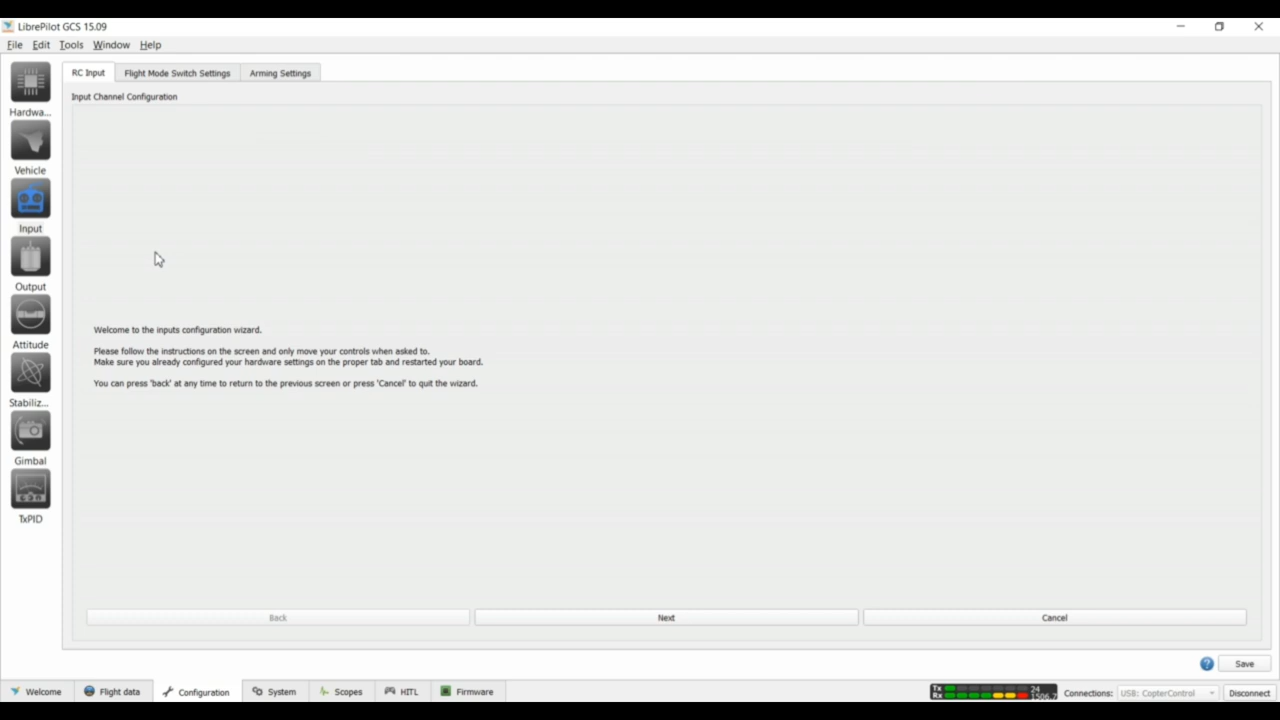 LibrePilot GCS 15.09
File Edit Tools Window Help
RC Input Flight Mode Switch Settings Arming Settings
Input Channel Configuration
Hardwa...
Vehicle
Input
Output
Attitude
Stabiliz...
Gimbal
TxPID
Welcome to the inputs configuration wizard.
Please follow the instructions on the screen and only move your controls when asked to.
Make sure you already configured your hardware settings on the proper tab and restarted your board.
You can press 'back' at any time to return to the previous screen or press 'Cancel' to quit the wizard.
Back Next Cancel
Save
Welcome Flight data Configuration System Scopes HITL Firmware
Tx 24
Rx 1506.7
Connections: USB: CopterControl Disconnect